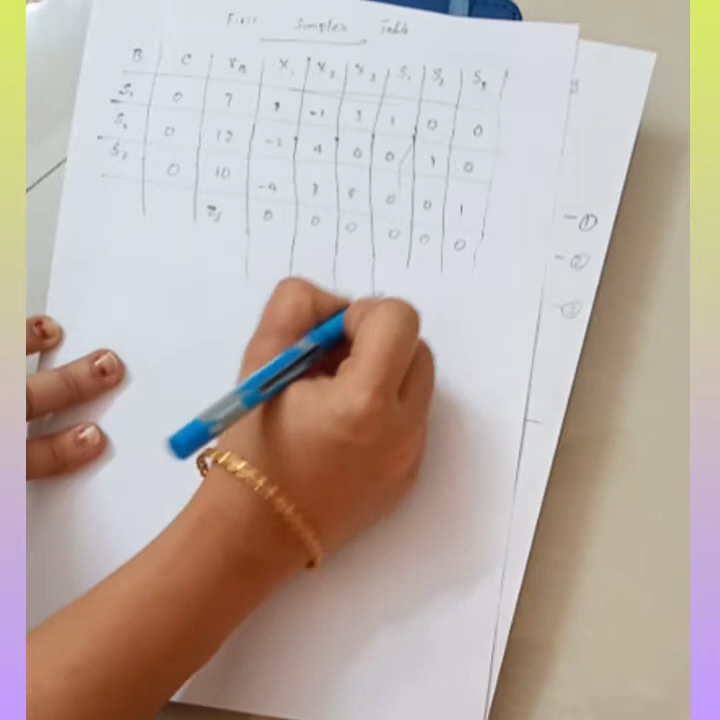 First Simplex Table
B C XB X1 X2 X3 S1 S2 S3
S1 0 7 3 -1 3 1 0 0
S2 0 12 -2 4 0 0 1 0
S3 0 10 -4 3 8 0 0 1
Zj 0 0 0 0 0 0
-①
-②
-③